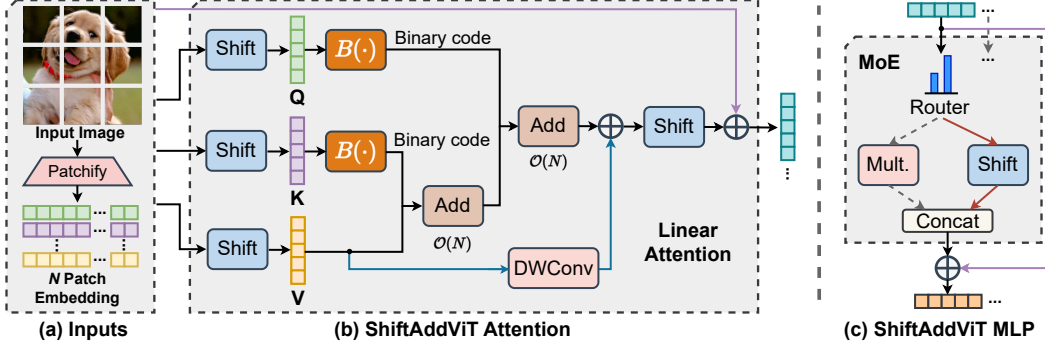 Input Image
Patchify
...
...
...
N Patch
Embedding
(a) Inputs
Shift
Q
B(·)
Binary code
Shift
K
B(·)
Binary code
Shift
V
Add
O(N)
Add
O(N)
DWConv
Shift
Linear
Attention
...
(b) ShiftAddViT Attention
...
...
MoE
Router
Mult.
Shift
Concat
...
(c) ShiftAddViT MLP